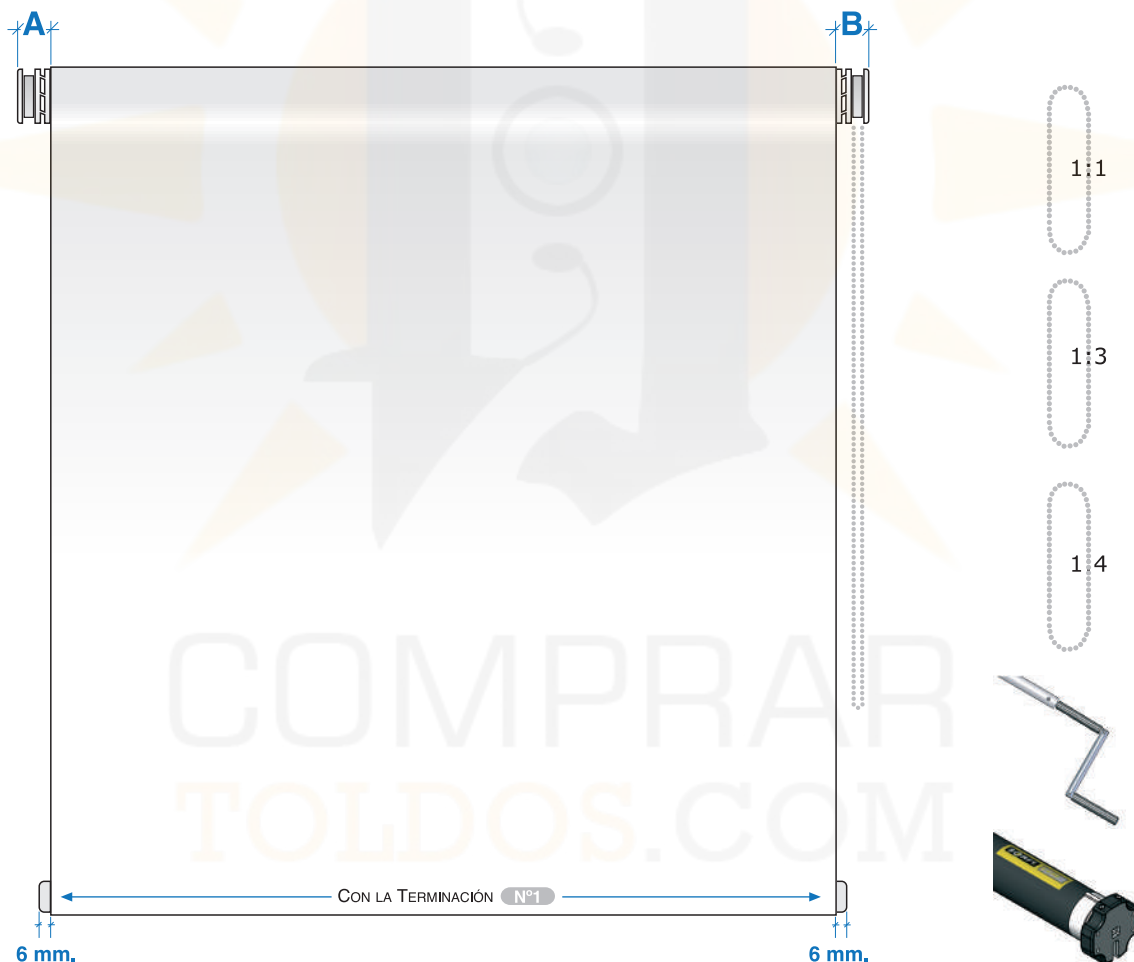 A
B
1:1
1:3
1:4
COMPRAR
TOLDOS.COM
CON LA TERMINACIÓN Nº1
6 mm.
6 mm.